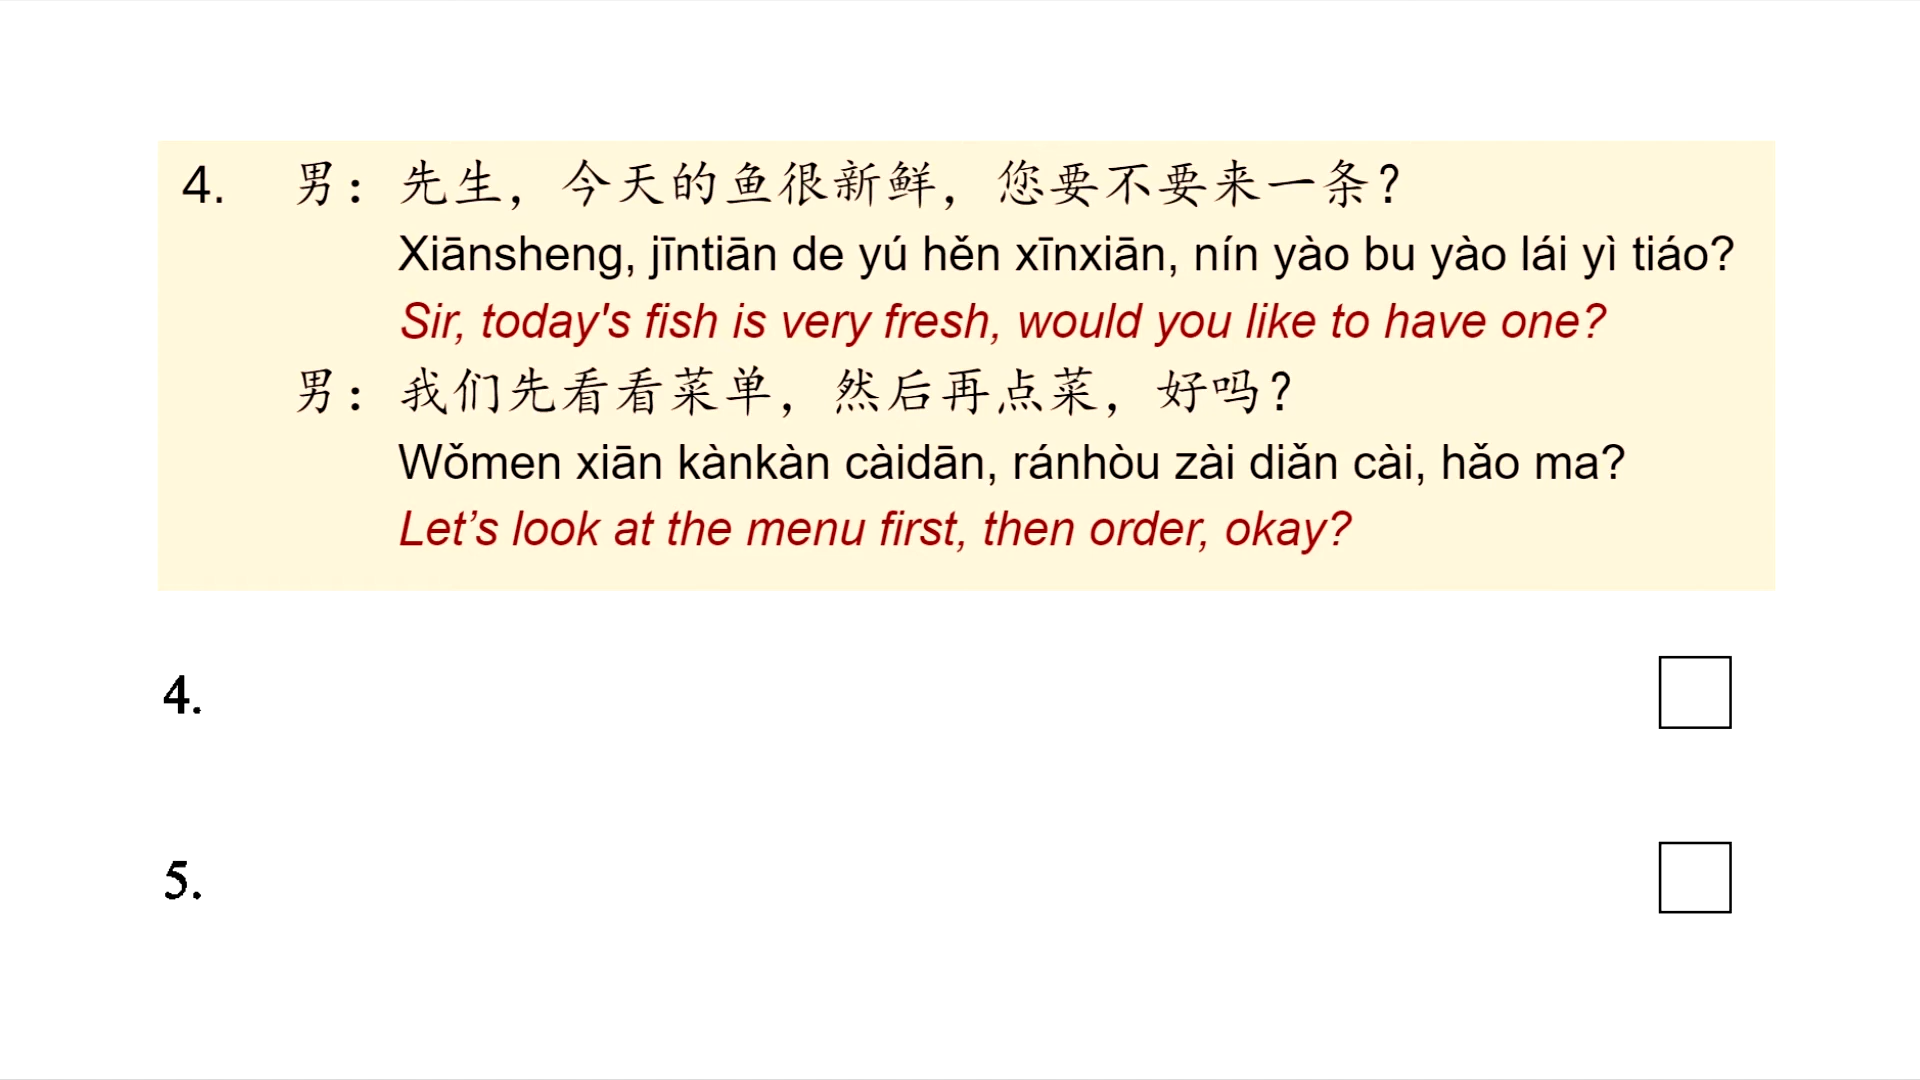 4. 男：先生，今天的鱼很新鲜，您要不要来一条？
Xiānsheng, jīntiān de yú hěn xīnxiān, nín yào bu yào lái yì tiáo?
Sir, today's fish is very fresh, would you like to have one?
男：我们先看看菜单，然后再点菜，好吗？
Wǒmen xiān kànkàn càidān, ránhòu zài diǎn cài, hǎo ma?
Let’s look at the menu first, then order, okay?
4.
5.